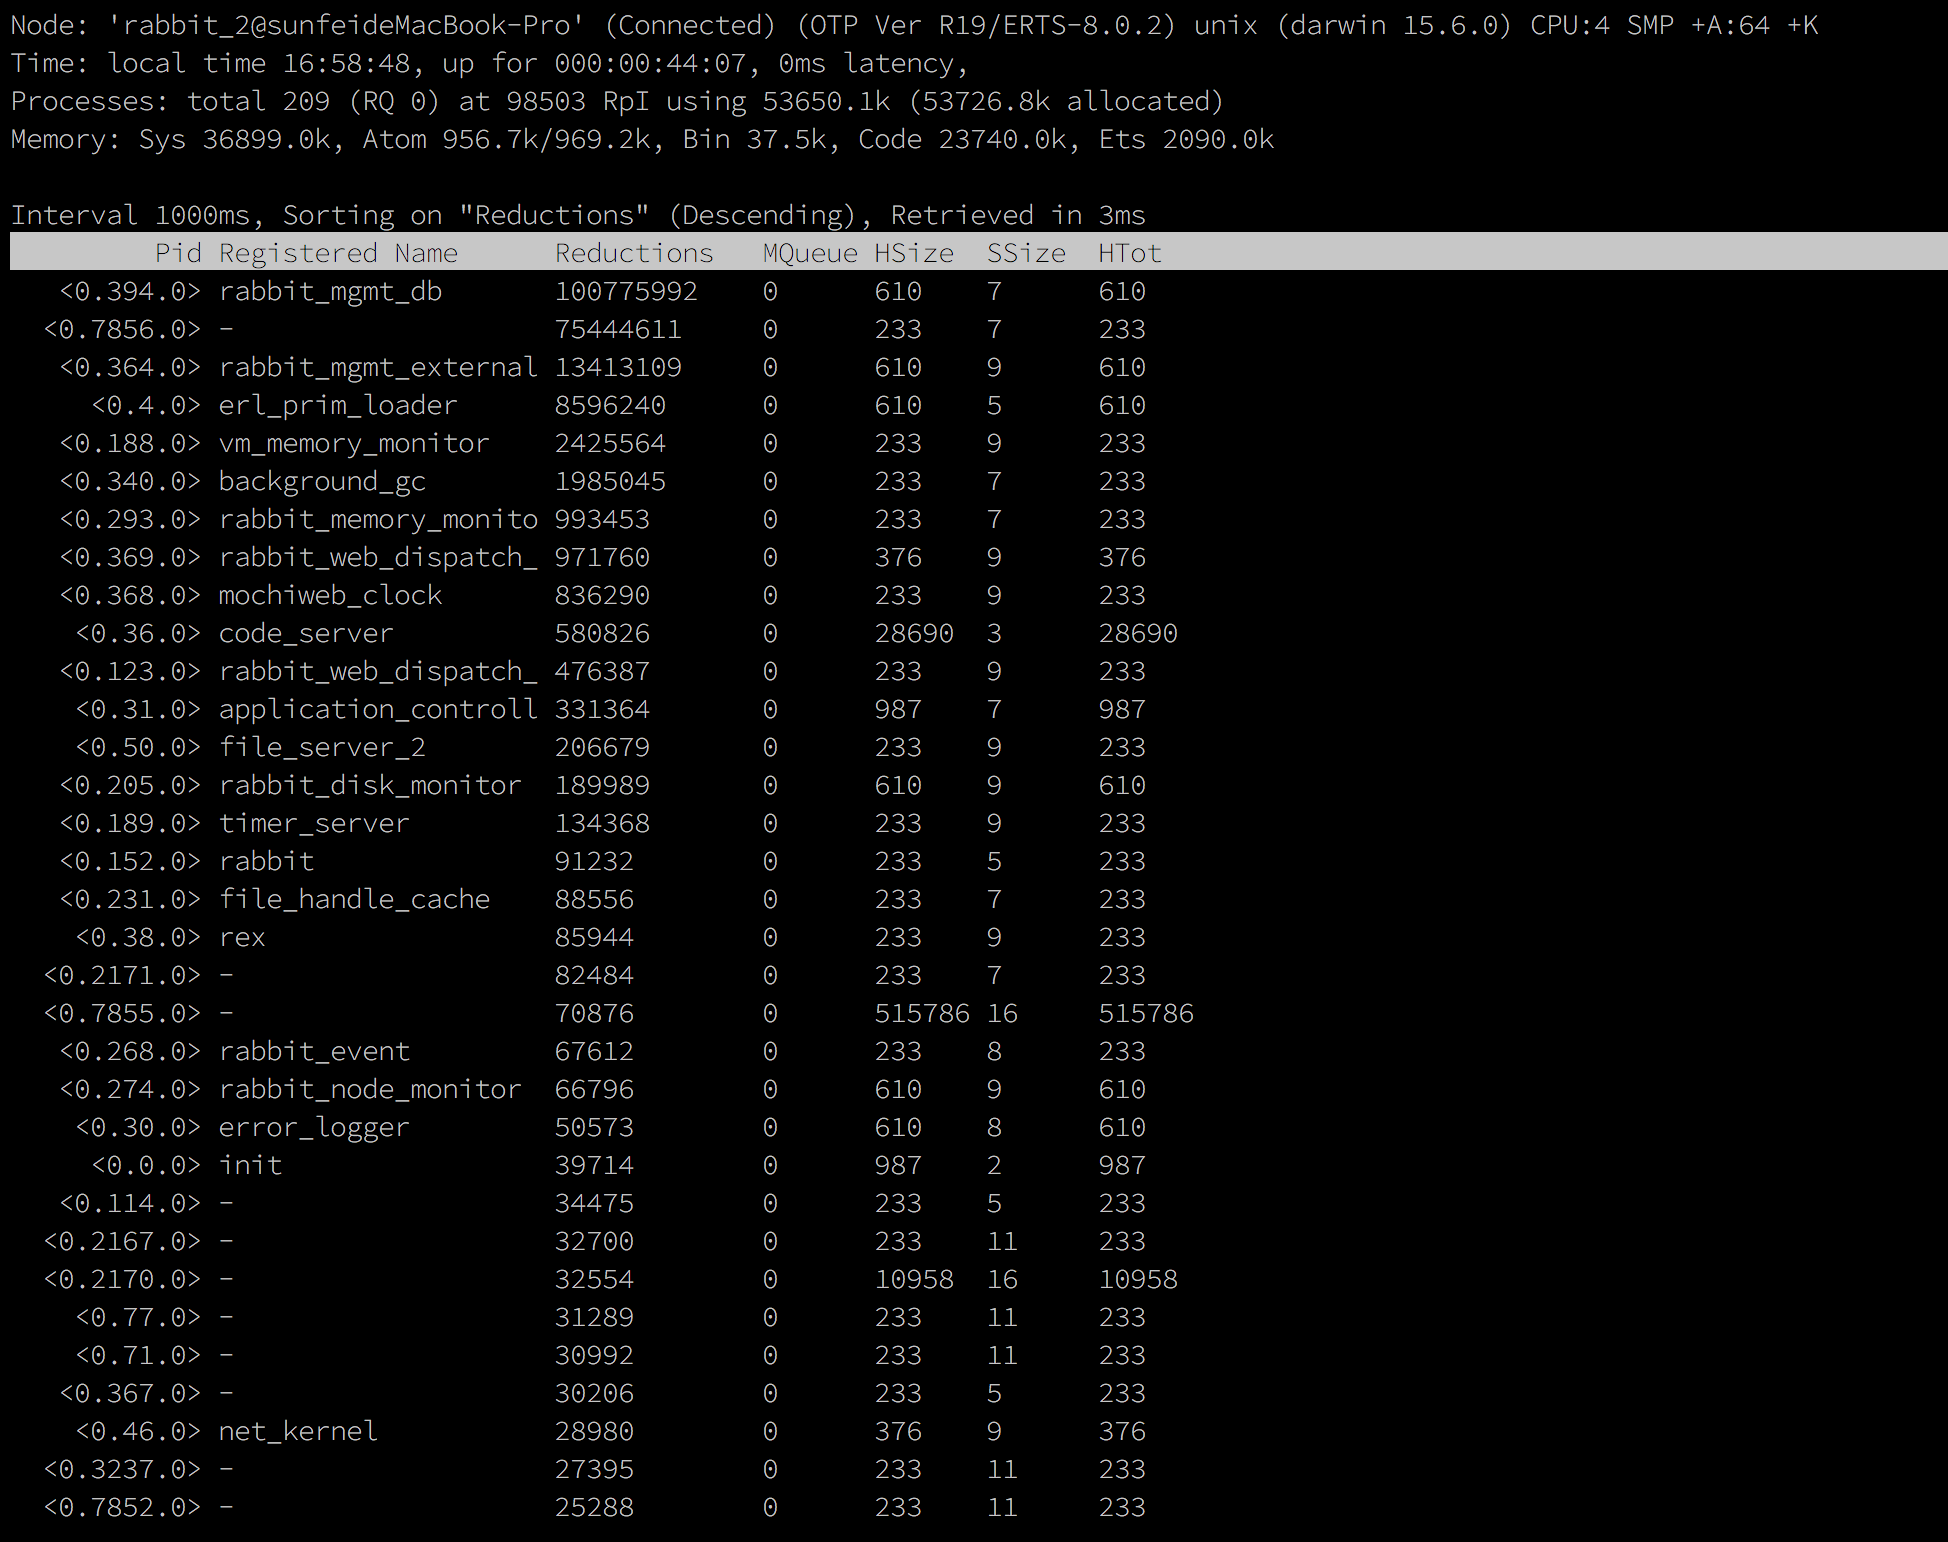 Node: 'rabbit_2@sunfeideMacBook-Pro' (Connected) (OTP Ver R19/ERTS-8.0.2) unix (darwin 15.6.0) CPU:4 SMP +A:64 +K
Time: local time 16:58:48, up for 000:00:44:07, 0ms latency,
Processes: total 209 (RQ 0) at 98503 RpI using 53650.1k (53726.8k allocated)
Memory: Sys 36899.0k, Atom 956.7k/969.2k, Bin 37.5k, Code 23740.0k, Ets 2090.0k
Interval 1000ms, Sorting on "Reductions" (Descending), Retrieved in 3ms
Pid Registered Name Reductions MQueue HSize SSize HTot
<0.394.0> rabbit_mgmt_db 100775992 0 610 7 610
<0.7856.0> - 75444611 0 233 7 233
<0.364.0> rabbit_mgmt_external 13413109 0 610 9 610
<0.4.0> erl_prim_loader 8596240 0 610 5 610
<0.188.0> vm_memory_monitor 2425564 0 233 9 233
<0.340.0> background_gc 1985045 0 233 7 233
<0.293.0> rabbit_memory_monito 993453 0 233 7 233
<0.369.0> rabbit_web_dispatch_ 971760 0 376 9 376
<0.368.0> mochiweb_clock 836290 0 233 9 233
<0.36.0> code_server 580826 0 28690 3 28690
<0.123.0> rabbit_web_dispatch_ 476387 0 233 9 233
<0.31.0> application_controll 331364 0 987 7 987
<0.50.0> file_server_2 206679 0 233 9 233
<0.205.0> rabbit_disk_monitor 189989 0 610 9 610
<0.189.0> timer_server 134368 0 233 9 233
<0.152.0> rabbit 91232 0 233 5 233
<0.231.0> file_handle_cache 88556 0 233 7 233
<0.38.0> rex 85944 0 233 9 233
<0.2171.0> - 82484 0 233 7 233
<0.7855.0> - 70876 0 515786 16 515786
<0.268.0> rabbit_event 67612 0 233 8 233
<0.274.0> rabbit_node_monitor 66796 0 610 9 610
<0.30.0> error_logger 50573 0 610 8 610
<0.0.0> init 39714 0 987 2 987
<0.114.0> - 34475 0 233 5 233
<0.2167.0> - 32700 0 233 11 233
<0.2170.0> - 32554 0 10958 16 10958
<0.77.0> - 31289 0 233 11 233
<0.71.0> - 30992 0 233 11 233
<0.367.0> - 30206 0 233 5 233
<0.46.0> net_kernel 28980 0 376 9 376
<0.3237.0> - 27395 0 233 11 233
<0.7852.0> - 25288 0 233 11 233